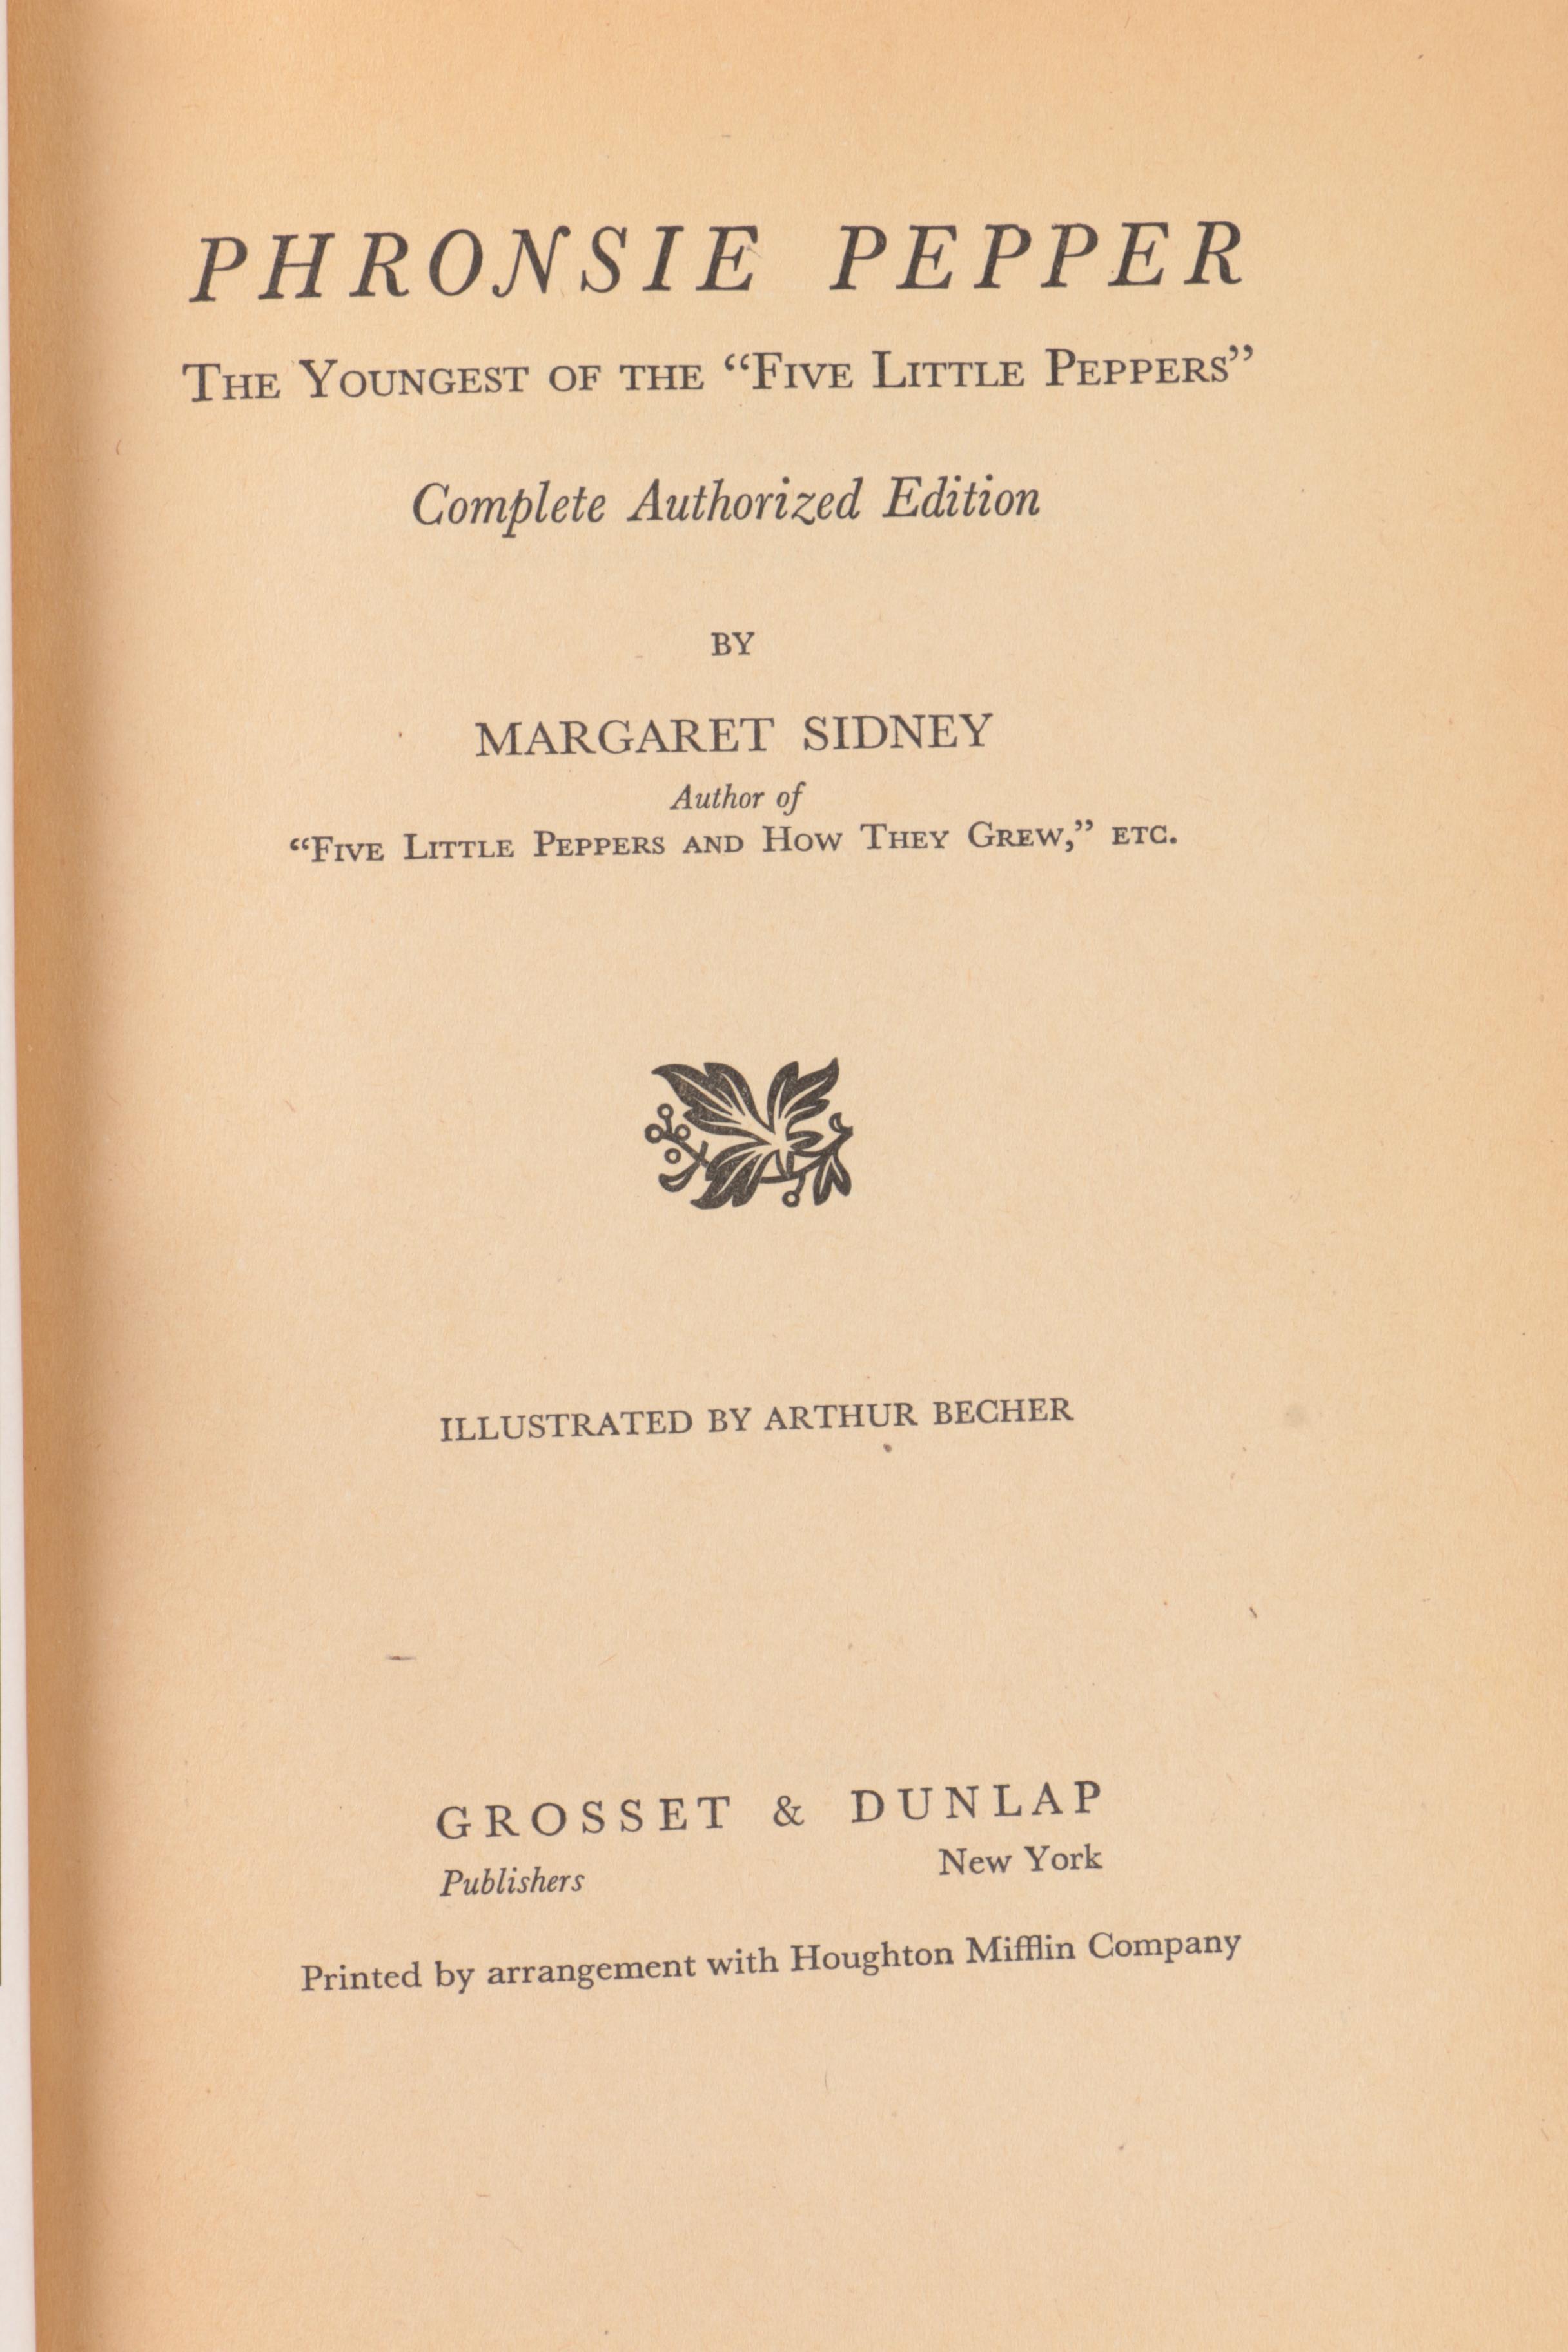 PHRONSIE PEPPER
The Youngest of the “Five Little Peppers”
Complete Authorized Edition
BY
MARGARET SIDNEY
Author of
“Five Little Peppers and How They Grew,” etc.
ILLUSTRATED BY ARTHUR BECHER
GROSSET & DUNLAP
Publishers New York
Printed by arrangement with Houghton Mifflin Company